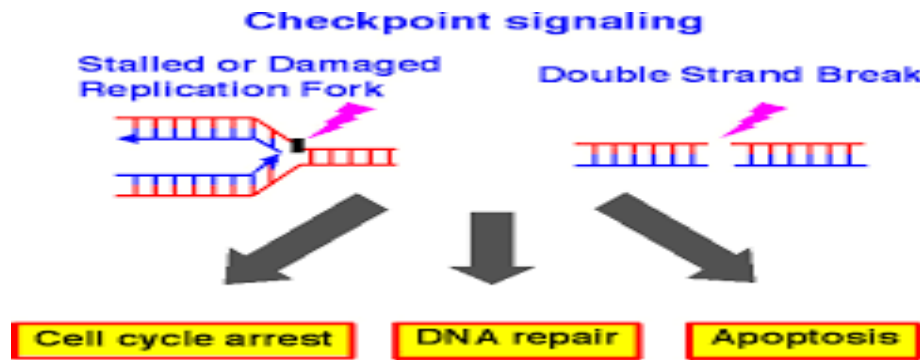 Checkpoint signaling
Stalled or Damaged
Replication Fork
Double Strand Break
Cell cycle arrest
DNA repair
Apoptosis